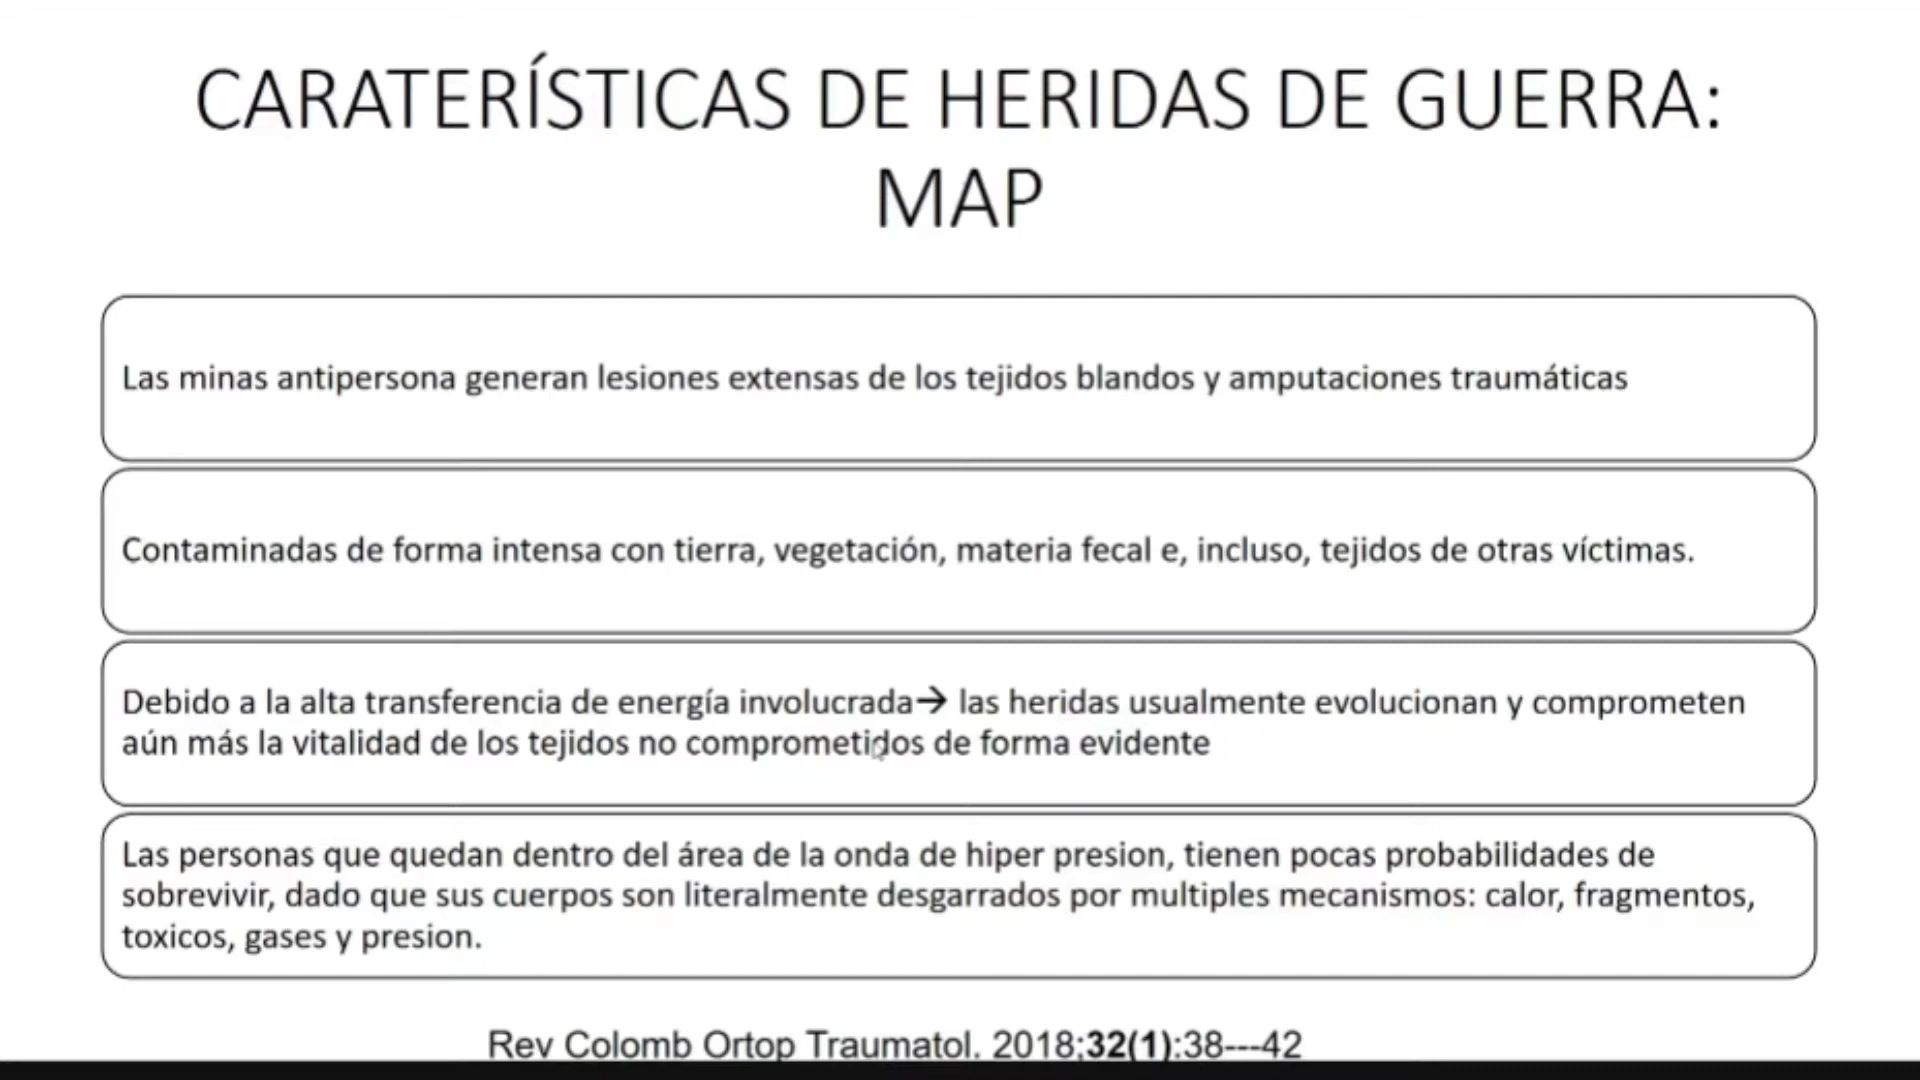 CARATERÍSTICAS DE HERIDAS DE GUERRA:
MAP
Las minas antipersona generan lesiones extensas de los tejidos blandos y amputaciones traumáticas
Contaminadas de forma intensa con tierra, vegetación, materia fecal e, incluso, tejidos de otras víctimas.
Debido a la alta transferencia de energía involucrada→ las heridas usualmente evolucionan y comprometen
aún más la vitalidad de los tejidos no comprometidos de forma evidente
Las personas que quedan dentro del área de la onda de hiper presion, tienen pocas probabilidades de
sobrevivir, dado que sus cuerpos son literalmente desgarrados por multiples mecanismos: calor, fragmentos,
toxicos, gases y presion.
Rev Colomb Ortop Traumatol. 2018;32(1):38---42